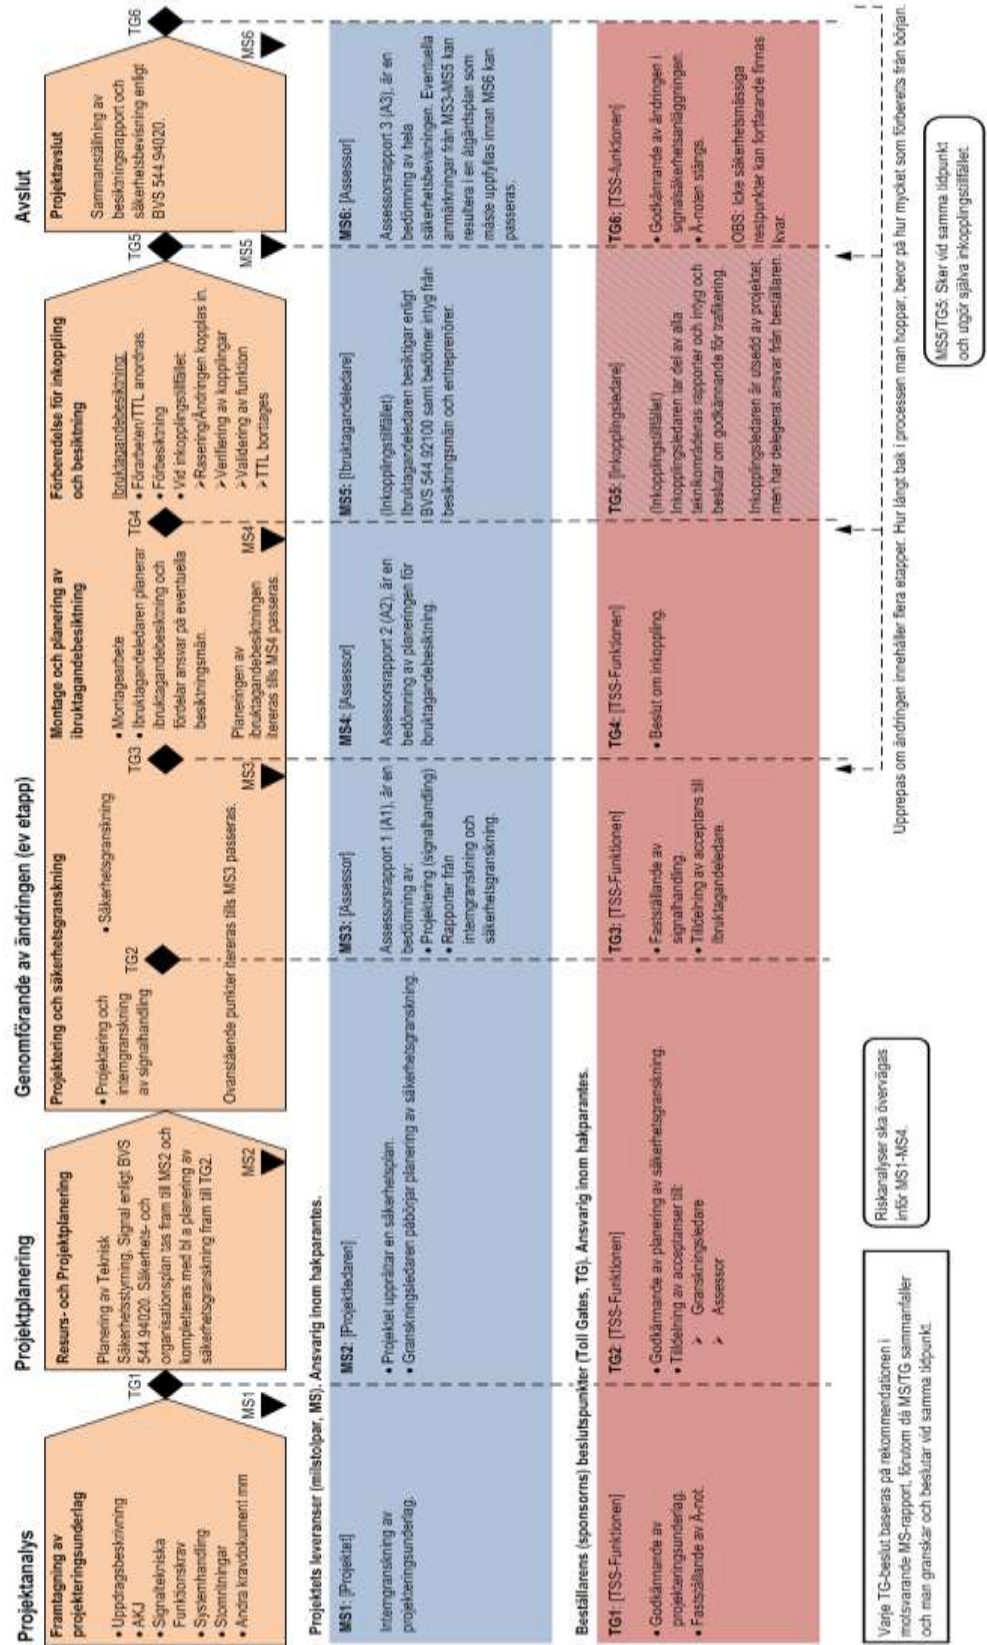 Projektanalys
Framtagning av
projekteringsunderlag
• Uppdragsbeskrivning
• AKJ
• Signaltekniska
Funktionskrav
• Systemhandling
• Stomritningar
• Andra kravdokument mm
MS1
TG1
Projektplanering
Resurs- och Projektplanering
Planering av Teknisk
Säkerhetsstyrning, Signal enligt BVS
544.94020. Säkerhets- och
organisationsplan tas fram till MS2 och
kompletteras med bl a planering av
säkerhetsgranskning fram till TG2.
MS2
Genomförande av ändringen (ev etapp)
Projektering och säkerhetsgranskning
• Projektering och
interngranskning
av signalhandling
TG2
• Säkerhetsgranskning
Ovanstående punkter itereras tills MS3 passeras.
MS3
TG3
Montage och planering av
ibruktagandebesiktning
• Montagearbete
• Ibruktagandeledaren planerar
ibruktagandebesiktning och
fördelar ansvar på eventuella
besiktningsmän.
Planeringen av
ibruktagandebesiktningen
itereras tills MS4 passeras.
MS4
TG4
Förberedelse för inkoppling
och besiktning
Ibruktagandebesiktning:
• Förarbeten/TTL anordnas.
• Förbesiktning
• Vid inkopplingstillfället:
➢ Rasering/Ändringen kopplas in.
➢ Verifiering av kopplingar
➢ Validering av funktion
➢ TTL borttages
MS5
TG5
Avslut
Projektavslut
Sammanställning av
besiktningsrapport och
säkerhetsbevisning enligt
BVS 544.94020.
MS6
TG6
Projektets leveranser (milstolpar, MS). Ansvarig inom hakparantes.
MS1: [Projektet]
Interngranskning av
projekteringsunderlag.
MS2: [Projektledaren]
• Projektet upprättar en säkerhetsplan.
• Granskningsledaren påbörjar planering av säkerhetsgranskning.
MS3: [Assessor]
Assessorsrapport 1 (A1), är en
bedömning av:
• Projektering (signalhandling)
• Rapporter från
interngranskning och
säkerhetsgranskning.
MS4: [Assessor]
Assessorsrapport 2 (A2), är en
bedömning av planeringen för
ibruktagandebesiktning.
MS5: [Ibruktagandeledare]
(Inkopplingstillfället)
Ibruktagandeledaren besiktigar enligt
BVS 544.92100 samt bedömer intyg från
besiktningsmän och entreprenörer.
MS6: [Assessor]
Assessorrapport 3 (A3), är en
bedömning av hela
säkerhetsbevisningen. Eventuella
anmärkningar från MS3-MS5 kan
resultera i en åtgärdsplan som
måste uppfyllas innan MS6 kan
passeras.
Beställarens (sponsorns) beslutspunkter (Toll Gates, TG). Ansvarig inom hakparantes.
TG1: [TSS-Funktionen]
• Godkännande av
projekteringsunderlag.
• Fastställande av Ä-not.
TG2: [TSS-Funktionen]
• Godkännande av planering av säkerhetsgranskning.
• Tilldelning av acceptanser till:
➢ Granskningsledare
➢ Assessor
TG3: [TSS-Funktionen]
• Fastställande av
signalhandling.
• Tilldelning av acceptans till
Ibruktagandeledare.
TG4: [TSS-Funktionen]
• Beslut om inkoppling.
TG5: [Inkopplingsledare]
(Inkopplingstillfället)
Inkopplingsledaren tar del av alla
teknikområdenas rapporter och intyg och
beslutar om godkännande för trafikering.
Inkopplingsledaren är utsedd av projektet,
men har delegerat ansvar från beställaren.
TG6: [TSS-funktionen]
• Godkännande av ändringen i
signalsäkerhetsanläggningen.
• Ä-noten stängs.
OBS: Icke säkerhetsmässiga
restpunkter kan fortfarande finnas
kvar.
Varje TG-beslut baseras på rekommendationen i
motsvarande MS-rapport, förutom då MS/TG sammanfaller
och man granskar och beslutar vid samma tidpunkt.
Riskanalyser ska övervägas
inför MS1-MS4.
Upprepas om ändringen innehåller flera etapper. Hur långt bak i processen man hoppar, beror på hur mycket som förberetts från början.
MS5/TG5: Sker vid samma tidpunkt
och utgör själva inkopplingstillfället.